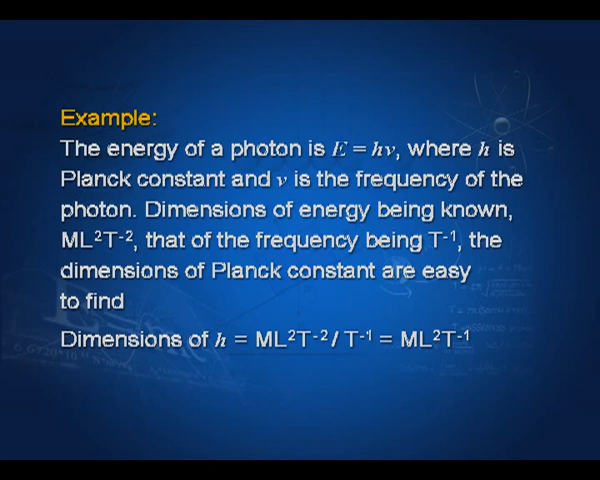 Example:
The energy of a photon is E = hν, where h is
Planck constant and ν is the frequency of the
photon. Dimensions of energy being known,
ML²T⁻², that of the frequency being T⁻¹, the
dimensions of Planck constant are easy
to find
Dimensions of h = ML²T⁻² / T⁻¹ = ML²T⁻¹